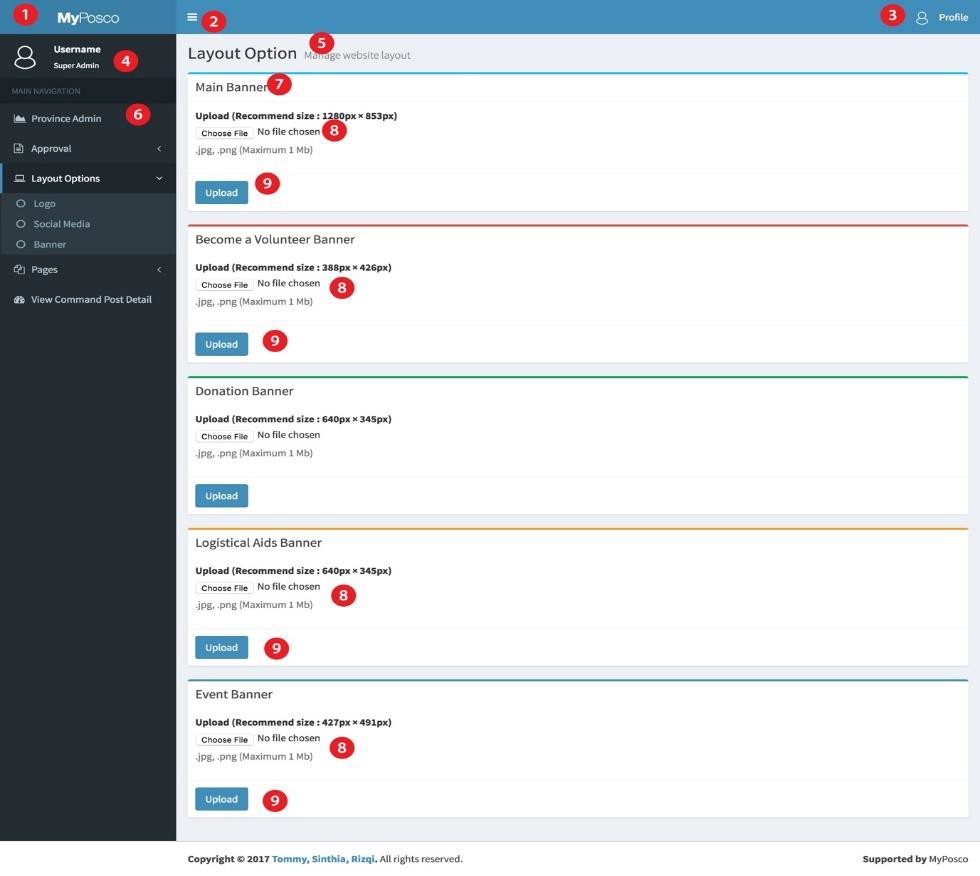 1 MyPosco 2 3 Profile
Username
Super Admin 4
MAIN NAVIGATION
Province Admin 6
Approval
Layout Options
Logo
Social Media
Banner
Pages
View Command Post Detail
5
Layout Option Manage website layout
Main Banner 7
Upload (Recommend size : 1280px × 853px)
Choose File No file chosen 8
.jpg, .png (Maximum 1 Mb)
Upload 9
Become a Volunteer Banner
Upload (Recommend size : 388px × 426px)
Choose File No file chosen 8
.jpg, .png (Maximum 1 Mb)
Upload 9
Donation Banner
Upload (Recommend size : 640px × 345px)
Choose File No file chosen
.jpg, .png (Maximum 1 Mb)
Upload
Logistical Aids Banner
Upload (Recommend size : 640px × 345px)
Choose File No file chosen 8
.jpg, .png (Maximum 1 Mb)
Upload 9
Event Banner
Upload (Recommend size : 427px × 491px)
Choose File No file chosen 8
.jpg, .png (Maximum 1 Mb)
Upload 9
Copyright © 2017 Tommy, Sinthia, Rizqi. All rights reserved. Supported by MyPosco